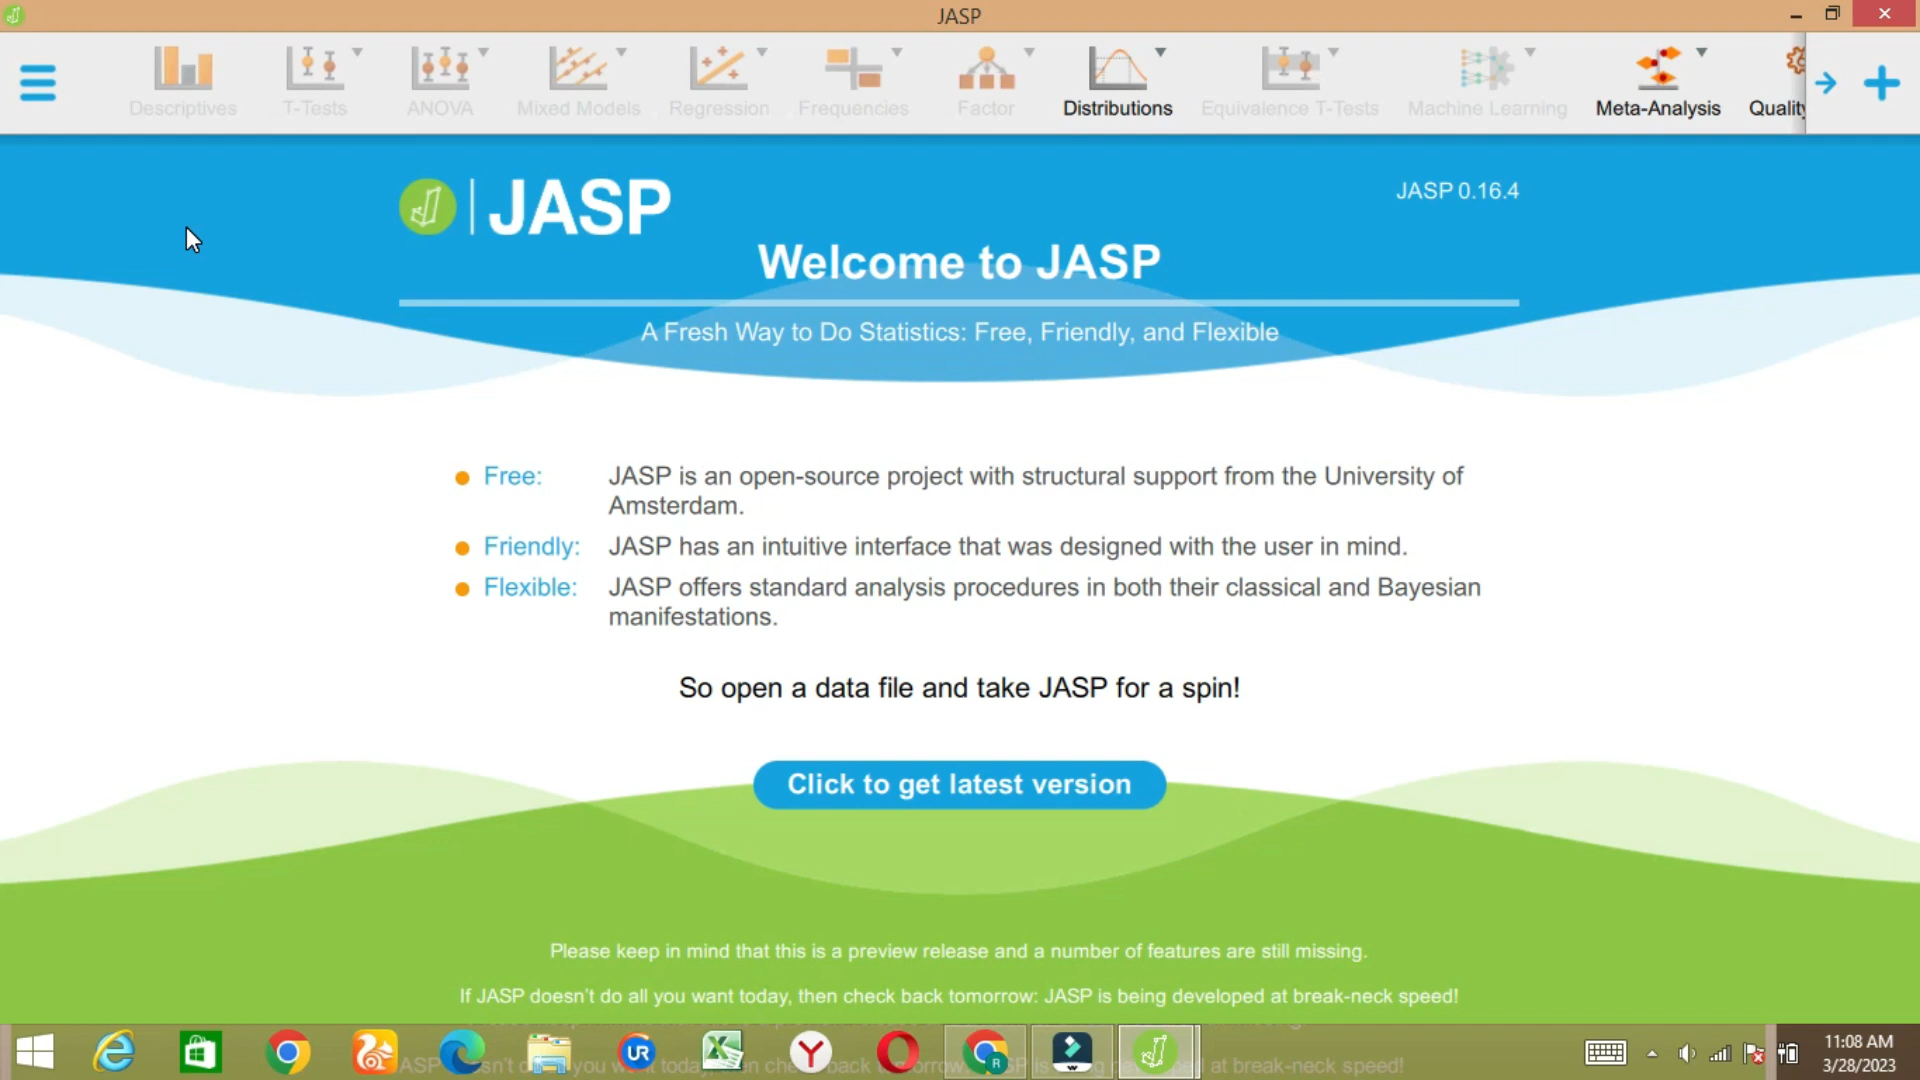 JASP
Descriptives
T-Tests
ANOVA
Mixed Models
Regression
Frequencies
Factor
Distributions
Equivalence T-Tests
Machine Learning
Meta-Analysis
Quality
JASP
JASP 0.16.4
Welcome to JASP
A Fresh Way to Do Statistics: Free, Friendly, and Flexible
Free: JASP is an open-source project with structural support from the University of
Amsterdam.
Friendly: JASP has an intuitive interface that was designed with the user in mind.
Flexible: JASP offers standard analysis procedures in both their classical and Bayesian
manifestations.
So open a data file and take JASP for a spin!
Click to get latest version
Please keep in mind that this is a preview release and a number of features are still missing.
If JASP doesn't do all you want today, then check back tomorrow: JASP is being developed at break-neck speed!
UR
R
11:08 AM
3/28/2023